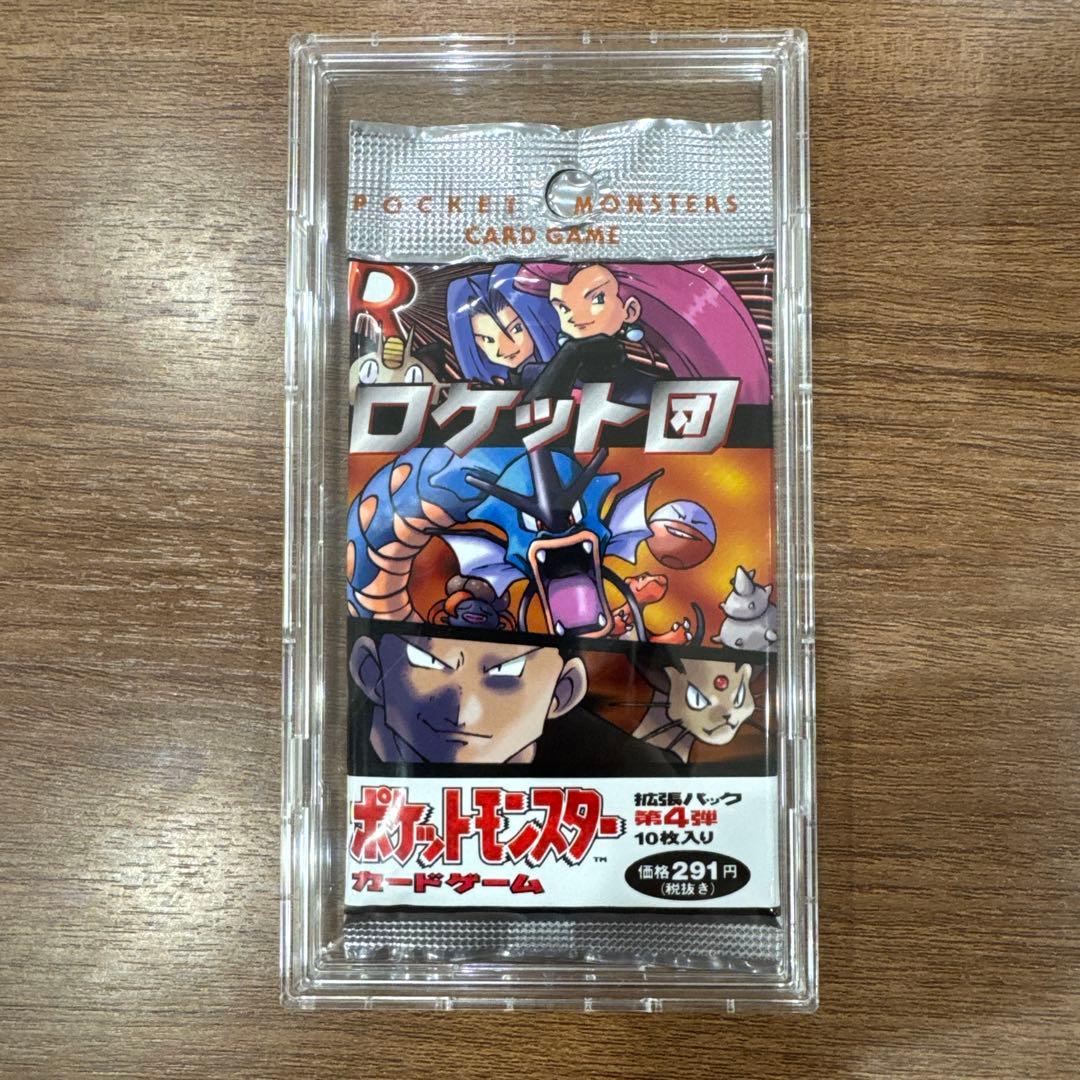 POCKET MONSTERS
CARD GAME
R
ロケット団
ポケットモンスター™
カードゲーム
拡張パック
第4弾
10枚入り
価格291円
(税抜き)